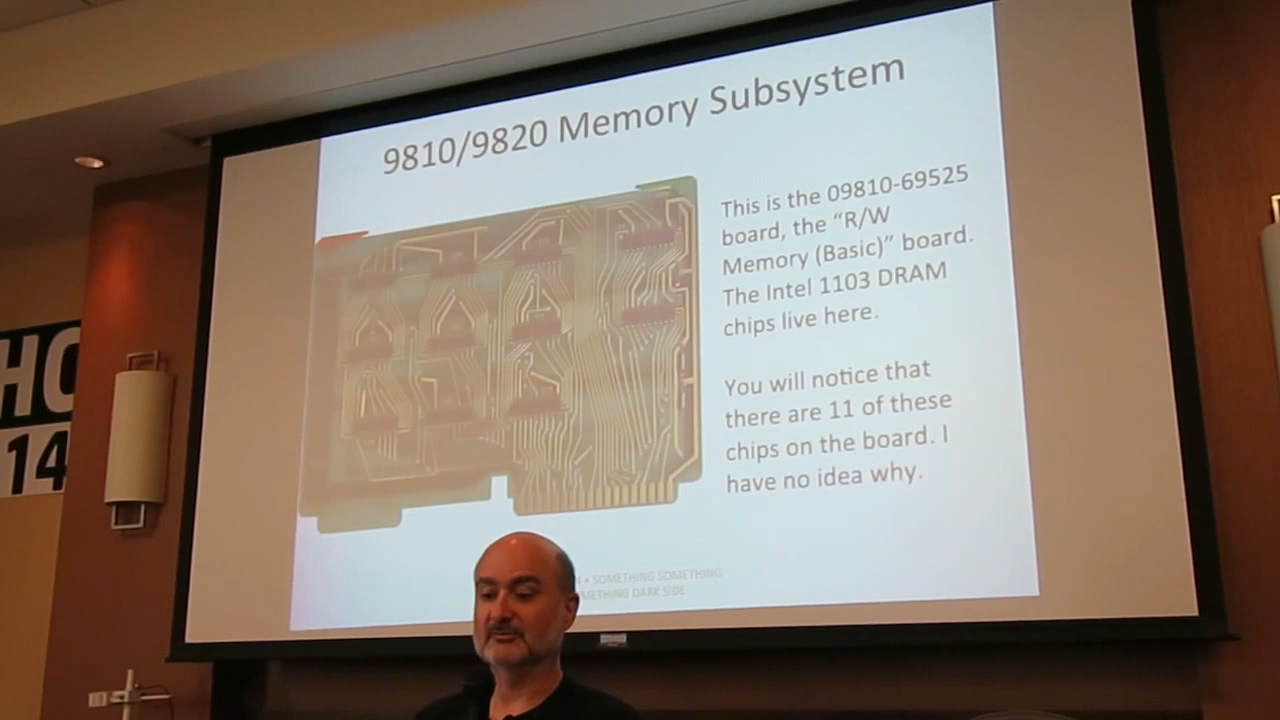 9810/9820 Memory Subsystem
This is the 09810-69525
board, the “R/W
Memory (Basic)” board.
The Intel 1103 DRAM
chips live here.
You will notice that
there are 11 of these
chips on the board. I
have no idea why.
• SOMETHING SOMETHING
DARK SIDE
HO
14